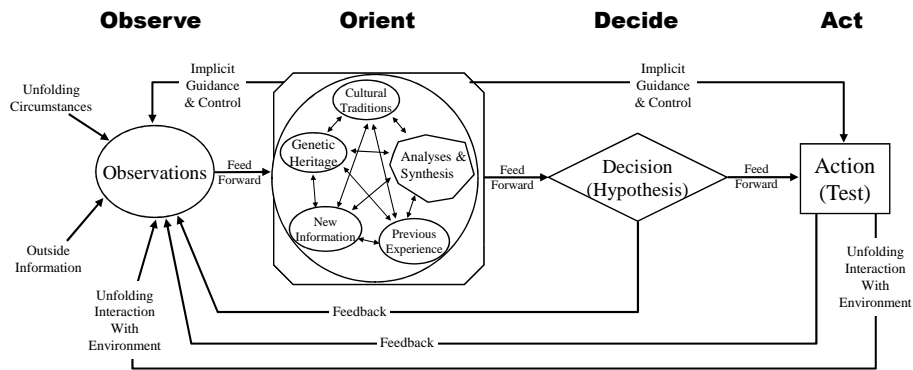 Observe
Orient
Decide
Act
Implicit
Guidance
& Control
Implicit
Guidance
& Control
Unfolding
Circumstances
Cultural
Traditions
Genetic
Heritage
Analyses &
Synthesis
New
Information
Previous
Experience
Observations
Feed
Forward
Feed
Forward
Decision
(Hypothesis)
Feed
Forward
Action
(Test)
Outside
Information
Unfolding
Interaction
With
Environment
Unfolding
Interaction
With
Environment
Feedback
Feedback